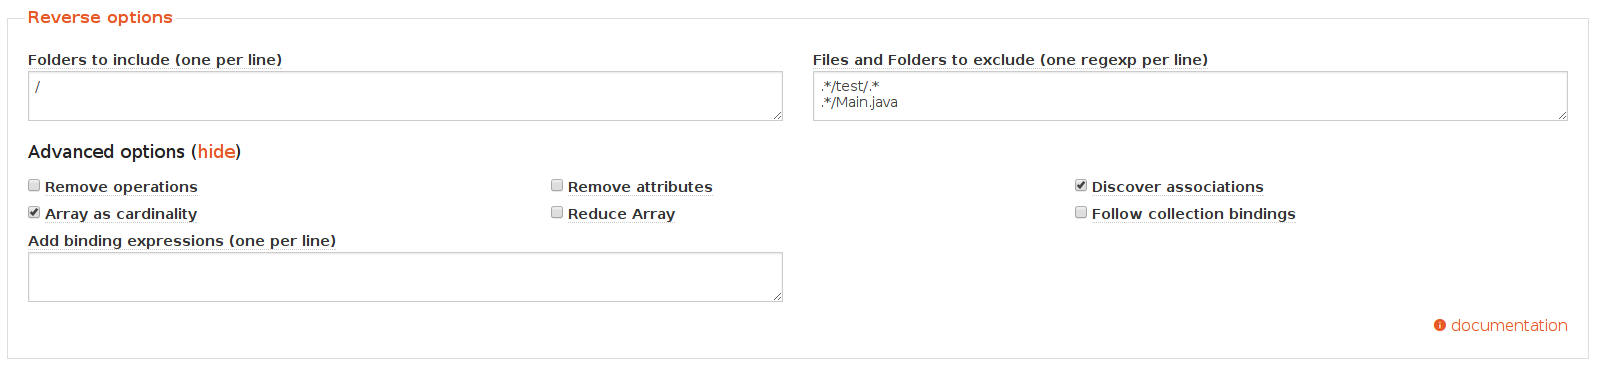 Reverse options
Folders to include (one per line)
/
Files and Folders to exclude (one regexp per line)
.*/test/.*
.*/Main.java
Advanced options (hide)
Remove operations
Remove attributes
Discover associations
Array as cardinality
Reduce Array
Follow collection bindings
Add binding expressions (one per line)
documentation